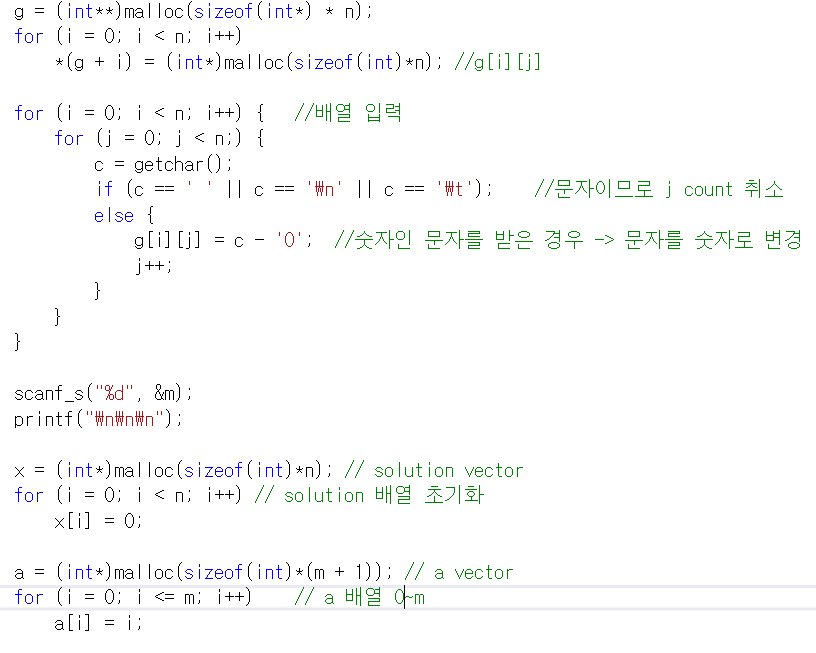 g = (int**)malloc(sizeof(int*) * n);
for (i = 0; i < n; i++)
    *(g + i) = (int*)malloc(sizeof(int)*n); //g[i][j]

for (i = 0; i < n; i++) {   //배열 입력
    for (j = 0; j < n;) {
        c = getchar();
        if (c == ' ' || c == '₩n' || c == '₩t');    //문자이므로 j count 취소
        else {
            g[i][j] = c - '0';  //숫자인 문자를 받은 경우 -> 문자를 숫자로 변경
            j++;
        }
    }
}

scanf_s("%d", &m);
printf("₩n₩n₩n");

x = (int*)malloc(sizeof(int)*n); // solution vector
for (i = 0; i < n; i++) // solution 배열 초기화
    x[i] = 0;

a = (int*)malloc(sizeof(int)*(m + 1)); // a vector
for (i = 0; i <= m; i++)    // a 배열 0~m
    a[i] = i;